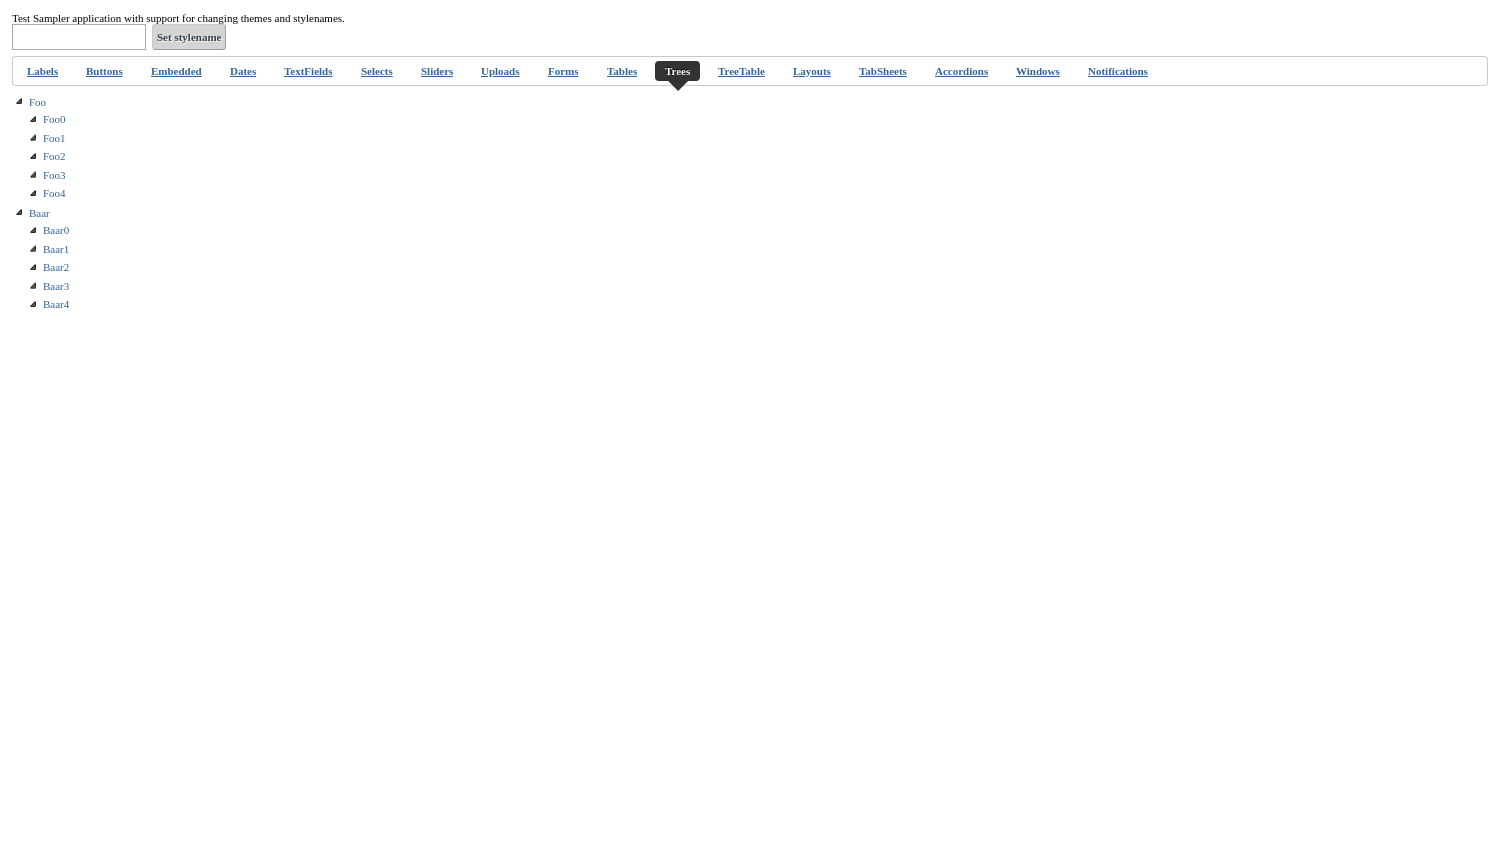 Test Sampler application with support for changing themes and stylenames.
Set stylename
Labels Buttons Embedded Dates TextFields Selects Sliders Uploads Forms Tables Trees TreeTable Layouts TabSheets Accordions Windows Notifications
Foo
Foo0
Foo1
Foo2
Foo3
Foo4
Baar
Baar0
Baar1
Baar2
Baar3
Baar4